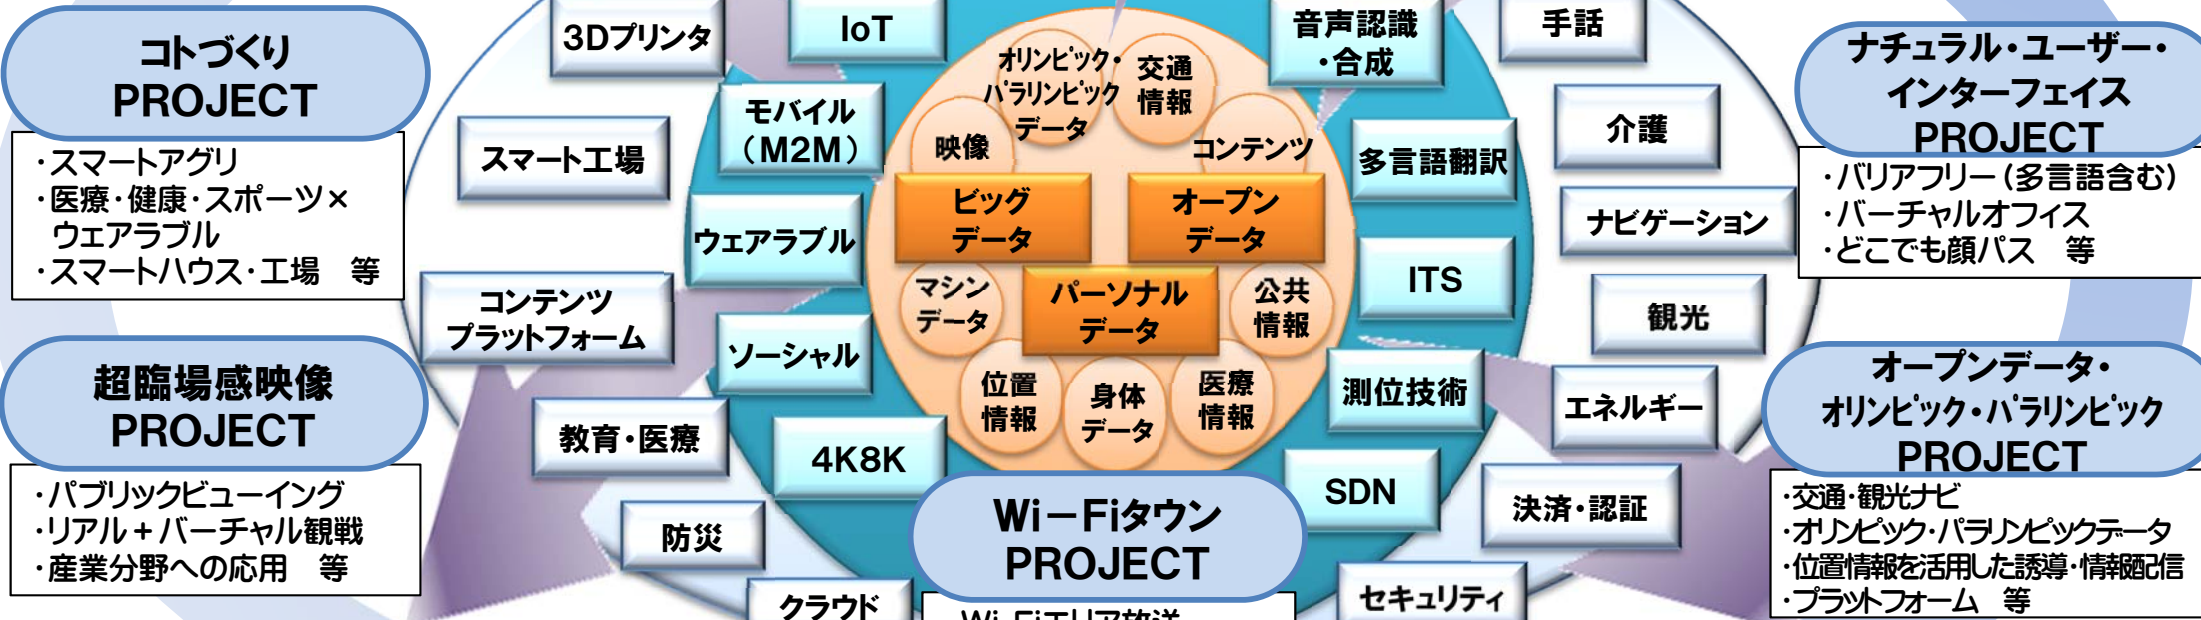 コトづくり
PROJECT
・スマートアグリ
・医療・健康・スポーツ×
ウェアラブル
・スマートハウス・工場　等
超臨場感映像
PROJECT
・パブリックビューイング
・リアル＋バーチャル観戦
・産業分野への応用　等
3Dプリンタ
スマート工場
コンテンツ
プラットフォーム
教育・医療
防災
クラウド
IoT
モバイル
（M2M）
ウェアラブル
ソーシャル
4K8K
オリンピック・
パラリンピック
データ
交通
情報
映像
コンテンツ
ビッグ
データ
オープン
データ
パーソナル
データ
マシン
データ
公共
情報
位置
情報
身体
データ
医療
情報
Wi－Fiタウン
PROJECT
Wi-Fiエリア放送
音声認識
・合成
多言語翻訳
ITS
測位技術
SDN
手話
介護
ナビゲーション
観光
エネルギー
決済・認証
セキュリティ
ナチュラル・ユーザー・
インターフェイス
PROJECT
・バリアフリー（多言語含む）
・バーチャルオフィス
・どこでも顔パス　等
オープンデータ・
オリンピック・パラリンピック
PROJECT
・交通・観光ナビ
・オリンピック・パラリンピックデータ
・位置情報を活用した誘導・情報配信
・プラットフォーム　等